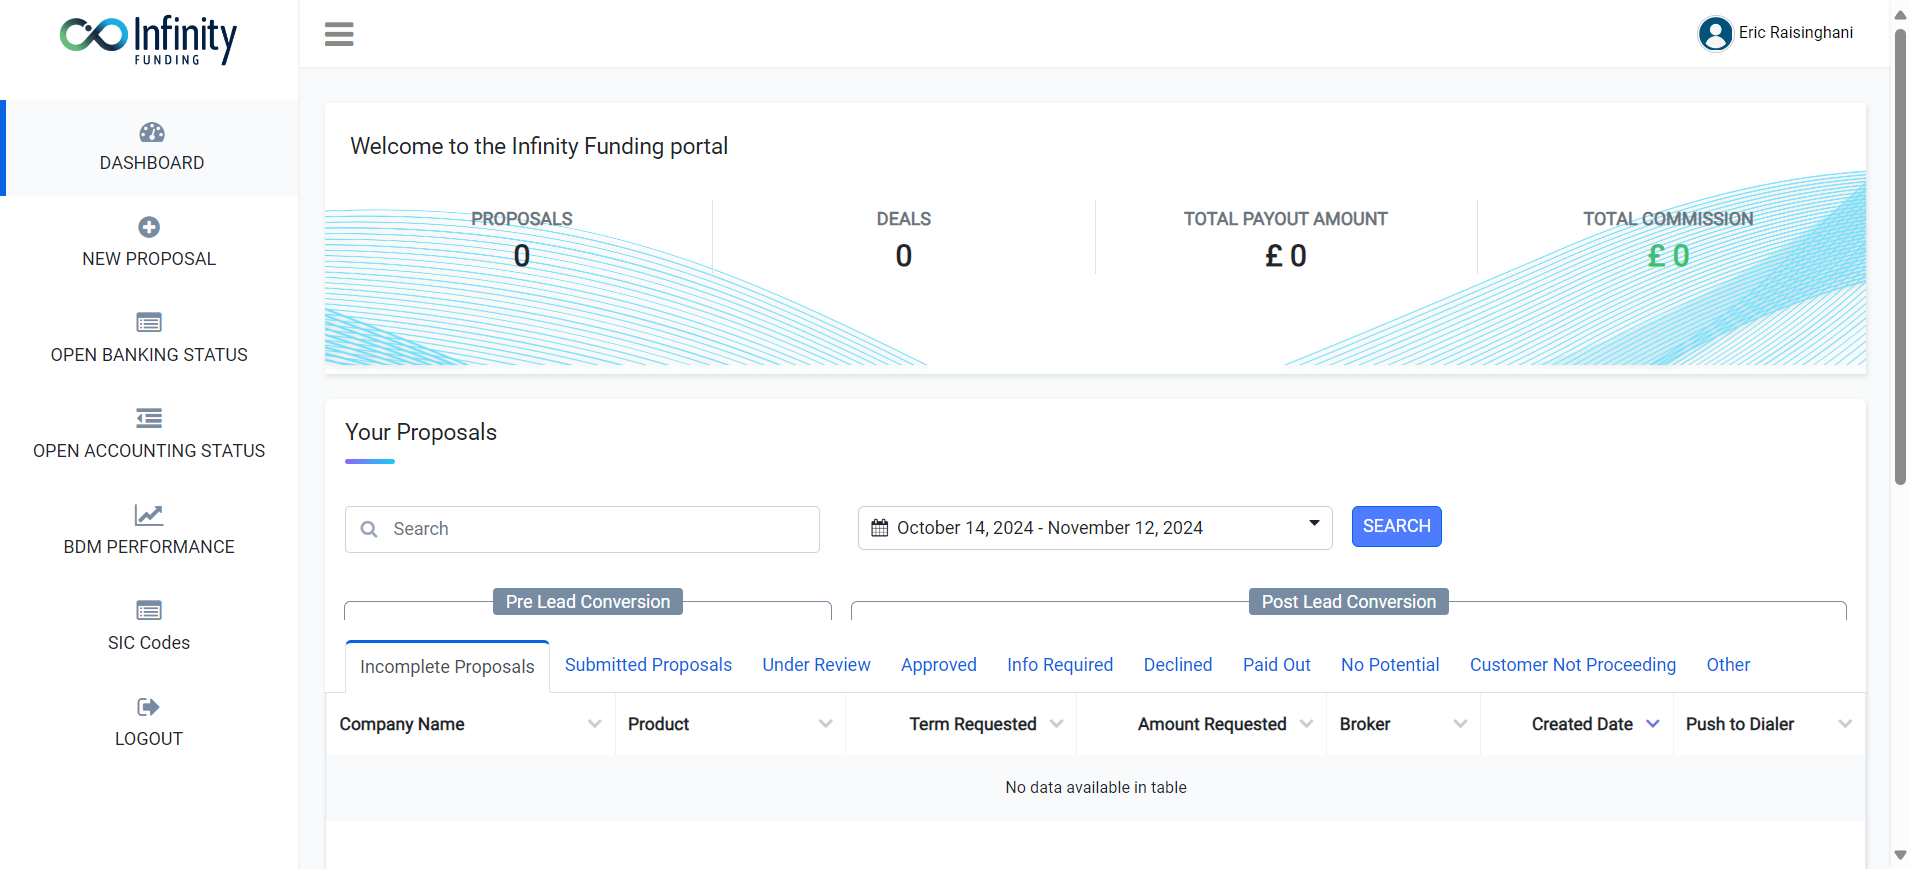 Infinity
FUNDING
Eric Raisinghani
DASHBOARD
NEW PROPOSAL
OPEN BANKING STATUS
OPEN ACCOUNTING STATUS
BDM PERFORMANCE
SIC Codes
LOGOUT
Welcome to the Infinity Funding portal
PROPOSALS
0
DEALS
0
TOTAL PAYOUT AMOUNT
£ 0
TOTAL COMMISSION
£ 0
Your Proposals
Search
October 14, 2024 - November 12, 2024
SEARCH
Pre Lead Conversion
Post Lead Conversion
Incomplete Proposals Submitted Proposals Under Review Approved Info Required Declined Paid Out No Potential Customer Not Proceeding Other
Company Name Product Term Requested Amount Requested Broker Created Date Push to Dialer
No data available in table